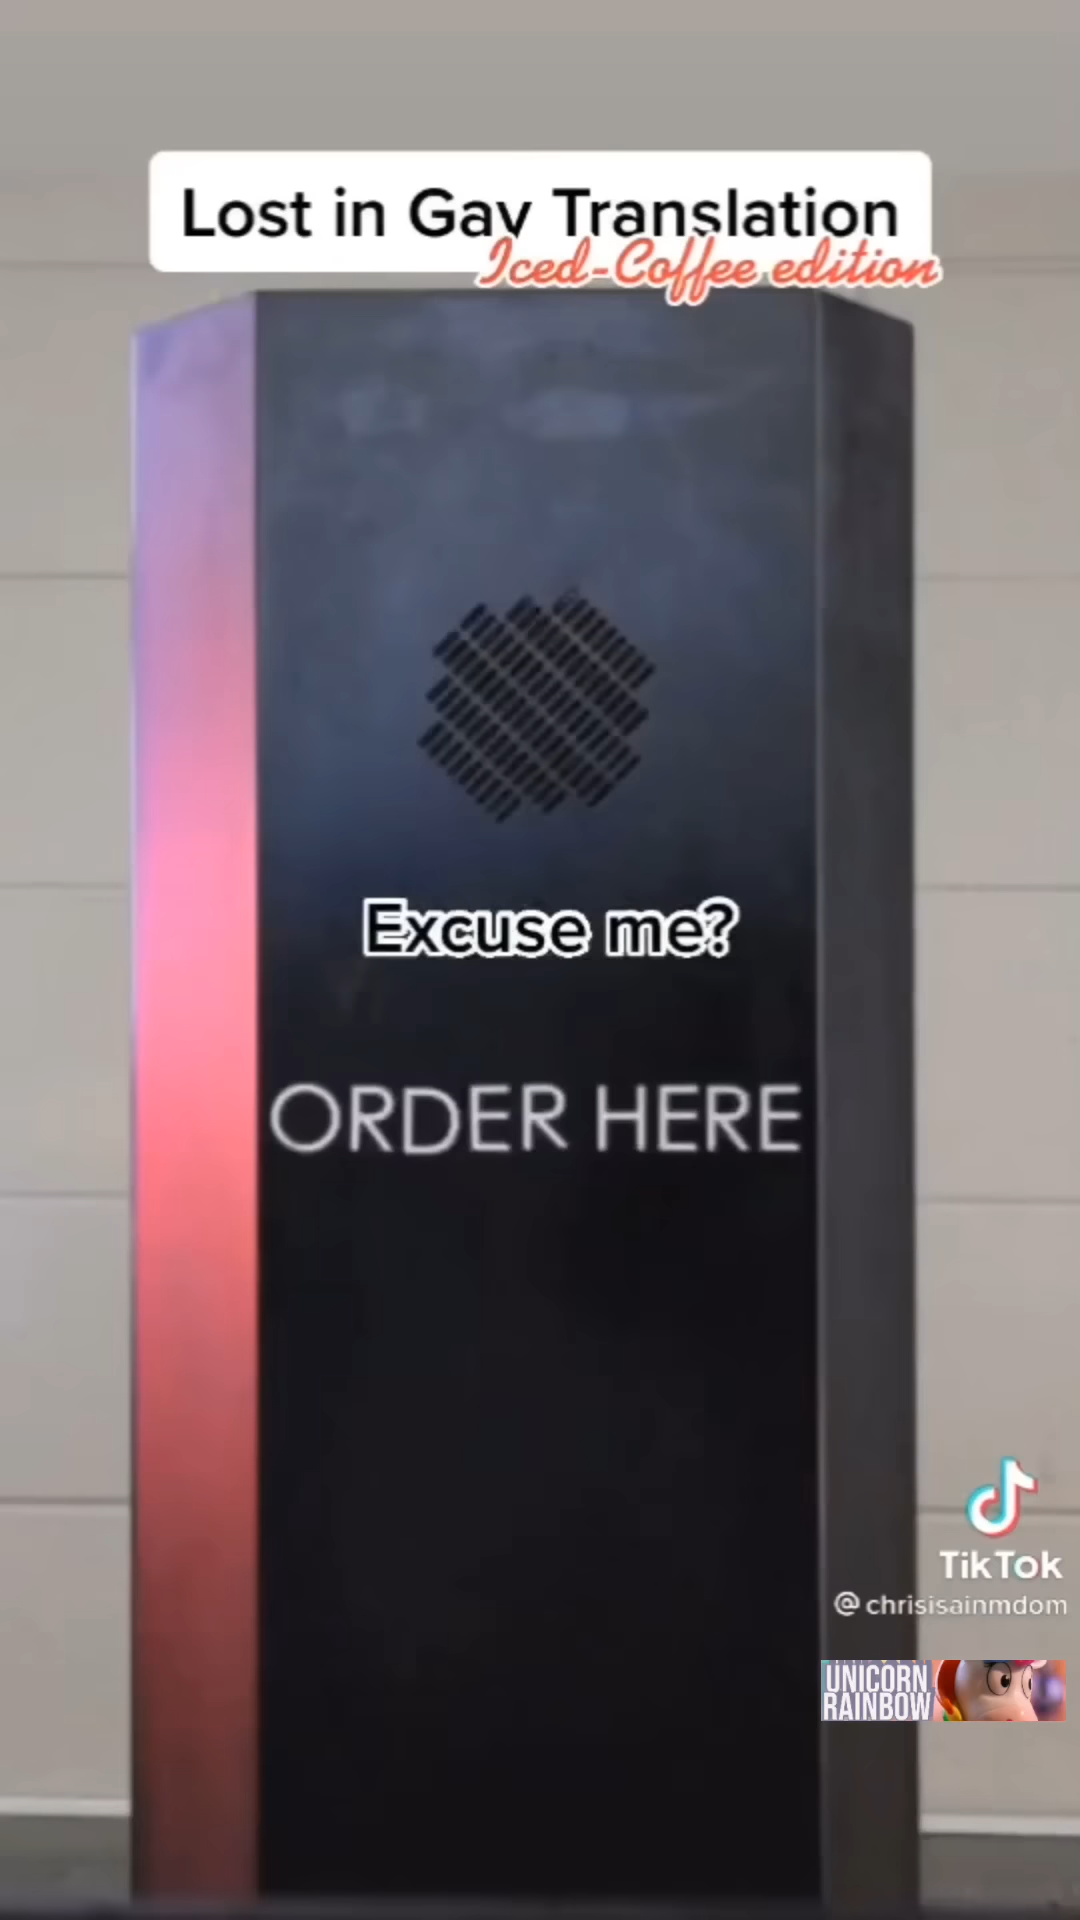 Lost in Gay Translation
Iced-Coffee edition
Excuse me?
ORDER HERE
TikTok
@chrisisainmdom
UNICORN
RAINBOW